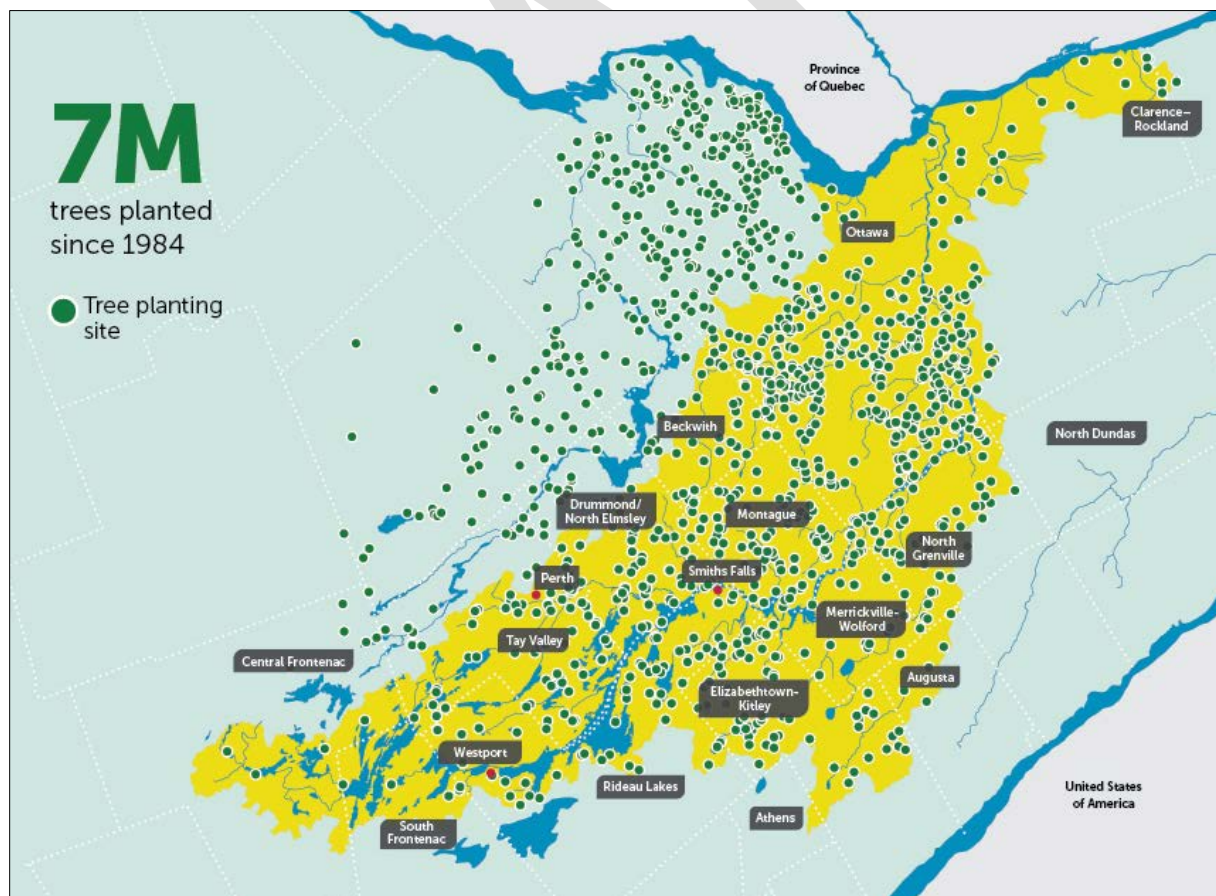 7M
trees planted
since 1984
Tree planting
site
Province
of Quebec
Clarence–
Rockland
Ottawa
Beckwith
North Dundas
Drummond/
North Elmsley
Montague
North
Grenville
Perth
Smiths Falls
Merrickville-
Wolford
Tay Valley
Central Frontenac
Augusta
Elizabethtown-
Kitley
Westport
Rideau Lakes
United States
of America
Athens
South
Frontenac